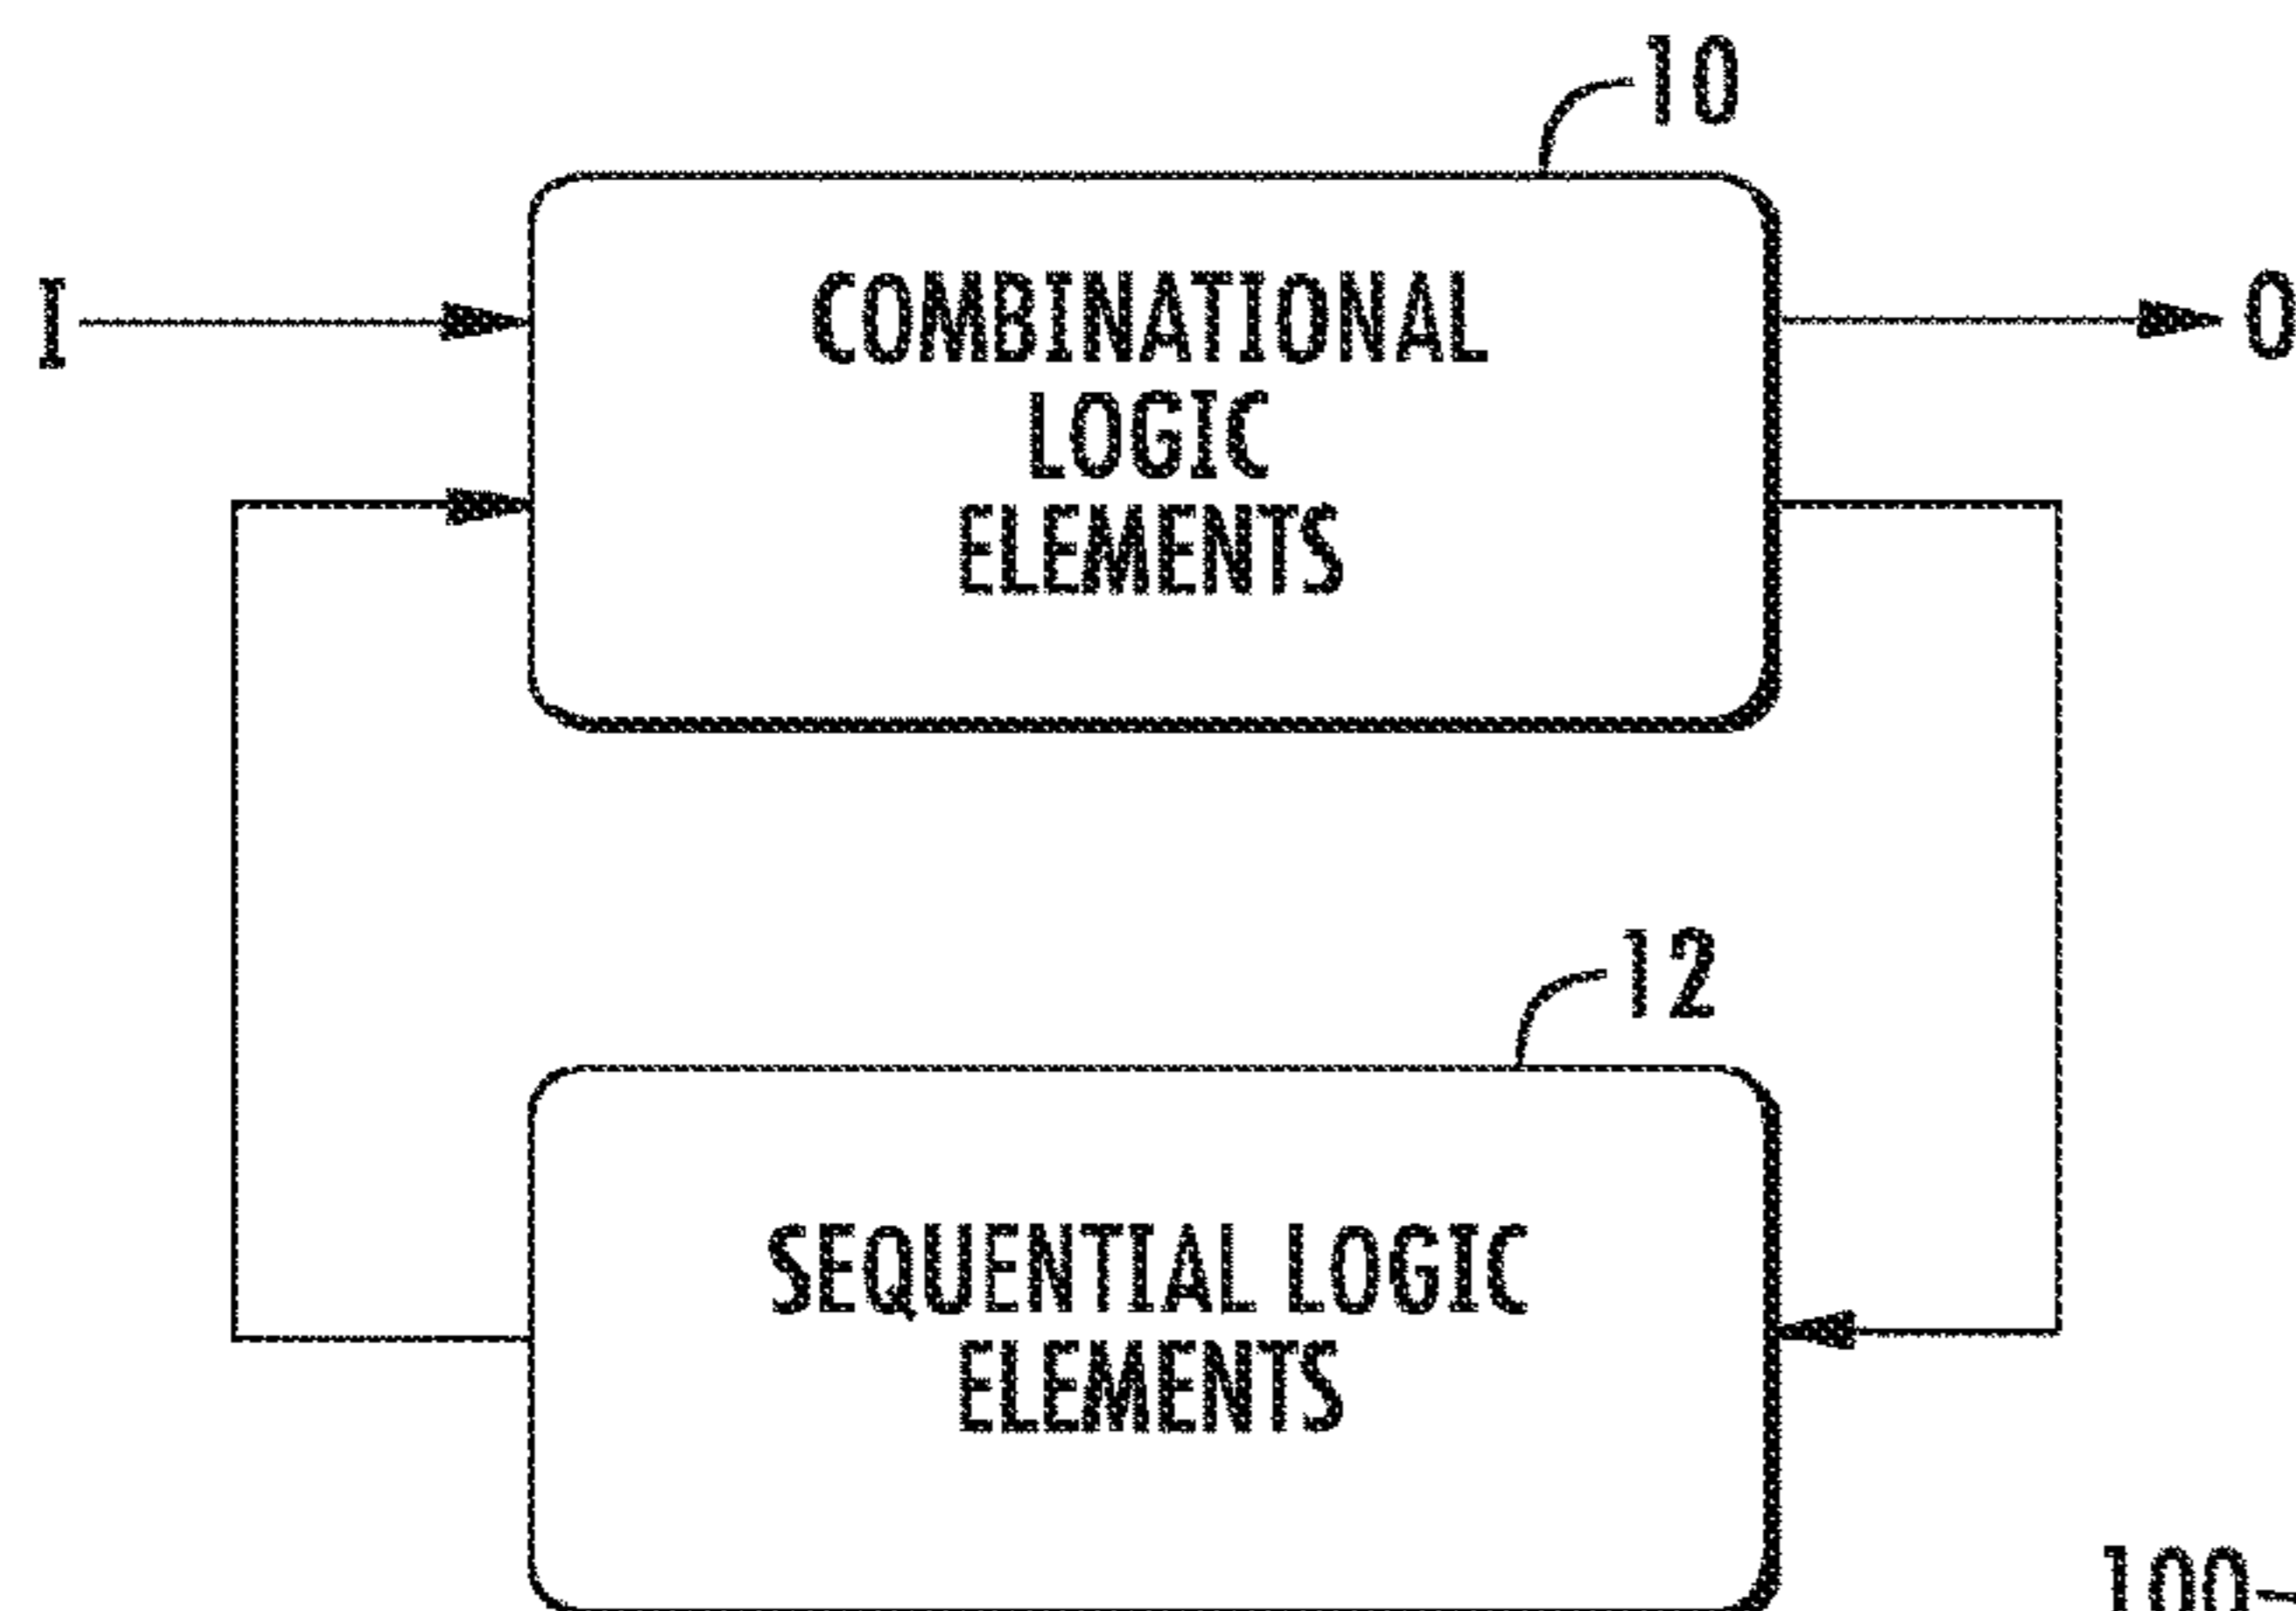 10
I
COMBINATIONAL
LOGIC
ELEMENTS
O
12
SEQUENTIAL LOGIC
ELEMENTS
100